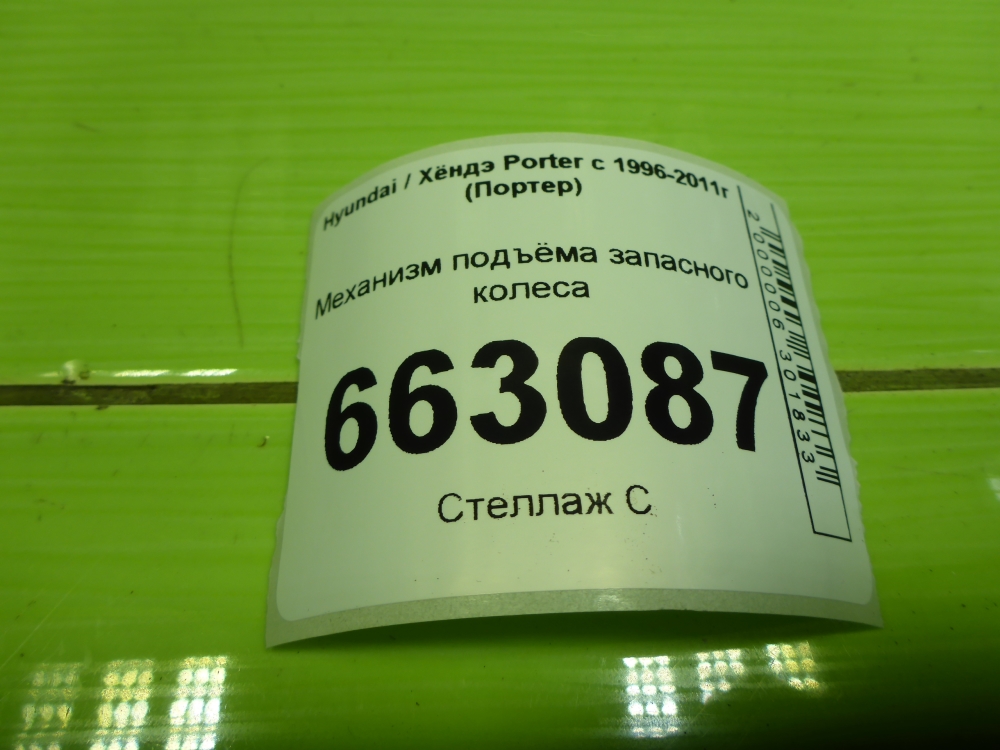 Hyundai / Хёндэ Porter с 1996-2011г
(Портер)
Механизм подъёма запасного
колеса
663087
Стеллаж С
2000006301833